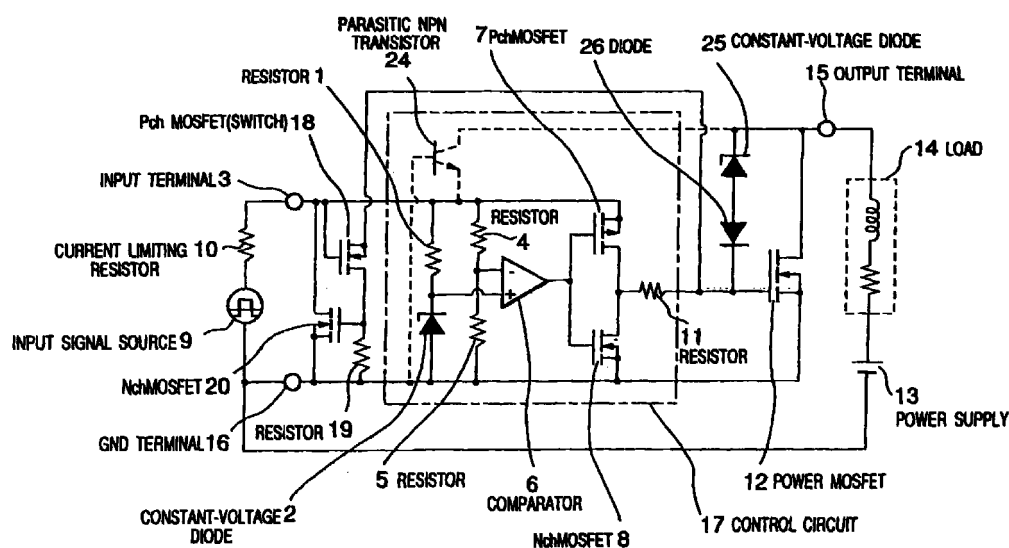 PARASITIC NPN
TRANSISTOR
24
7 PchMOSFET
26 DIODE
25 CONSTANT-VOLTAGE DIODE
15 OUTPUT TERMINAL
RESISTOR 1
Pch MOSFET(SWITCH) 18
14 LOAD
INPUT TERMINAL 3
RESISTOR
4
CURRENT LIMITING 10
RESISTOR
-
+
INPUT SIGNAL SOURCE 9
11
RESISTOR
NchMOSFET 20
13
POWER SUPPLY
GND TERMINAL 16
RESISTOR 19
5 RESISTOR
6
COMPARATOR
12 POWER MOSFET
CONSTANT-VOLTAGE 2
DIODE
NchMOSFET 8
17 CONTROL CIRCUIT